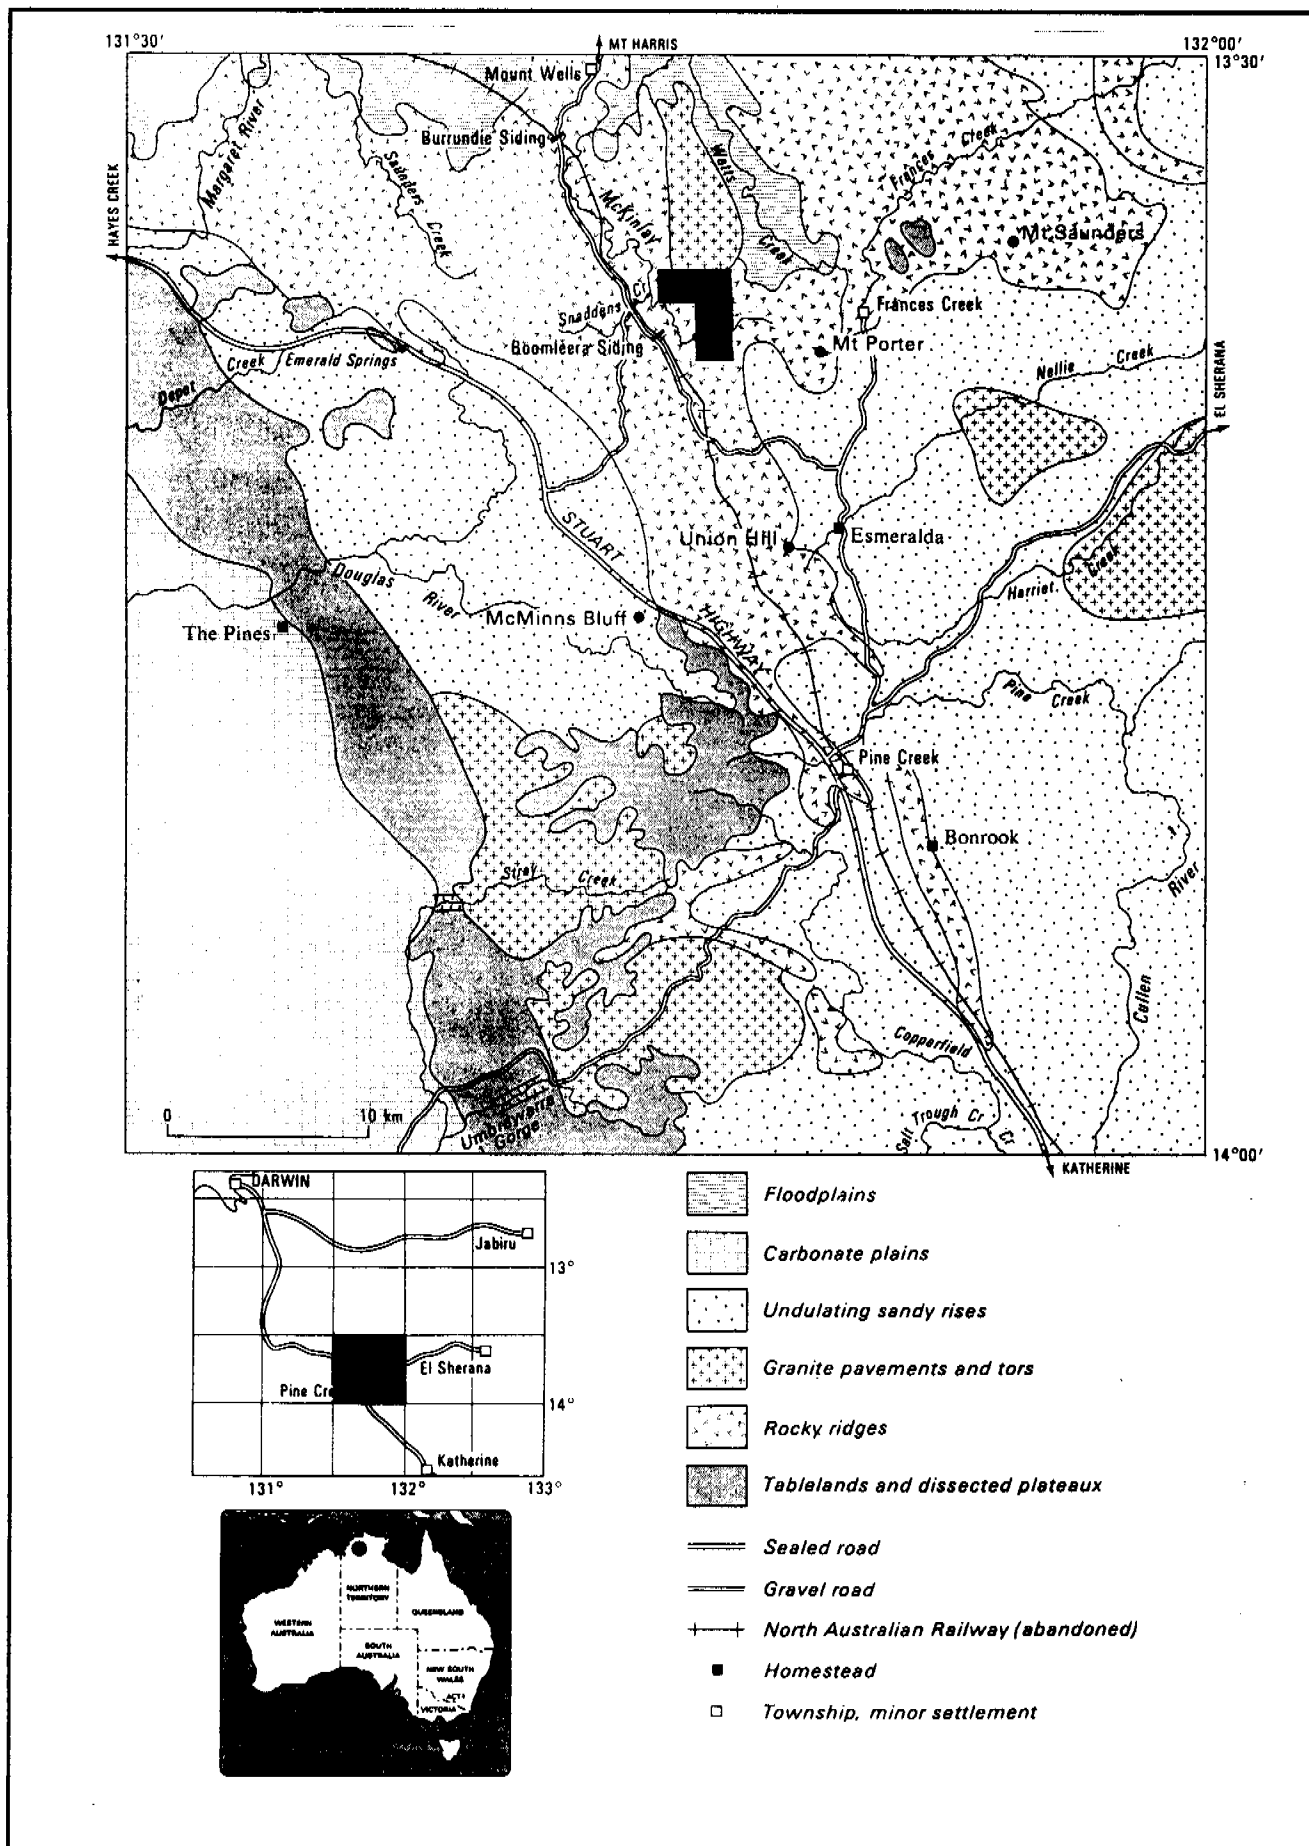 131°30′
MT HARRIS
132°00′
13°30′
Mount Wells
Margaret River
Burrundie Siding
Saunders
Creek
McKinlay
Watts
Creek
Frances
Creek
Mt Saunders
HAYES CREEK
Snaddens
Cr
Frances Creek
Boomleera Siding
Mt Porter
Depot
Creek
Emerald Springs
Nellie
Creek
EL SHERANA
STUART
HIGHWAY
Union Hill
Esmeralda
Douglas
River
Harriet
Creek
The Pines
McMinns Bluff
Pine
Creek
Pine Creek
Bonrook
Stray
Creek
River
Cullen
Copperfield
Cr
Salt Trough Cr
0
10 km
Umbrawarra
Gorge
KATHERINE
14°00′
DARWIN
Jabiru
13°
El Sherana
Pine Cre
14°
Katherine
131°
132°
133°
NORTHERN
TERRITORY
WESTERN
AUSTRALIA
QUEENSLAND
SOUTH
AUSTRALIA
NEW SOUTH
WALES
ACT
VICTORIA
Floodplains
Carbonate plains
Undulating sandy rises
Granite pavements and tors
Rocky ridges
Tablelands and dissected plateaux
Sealed road
Gravel road
North Australian Railway (abandoned)
Homestead
Township, minor settlement